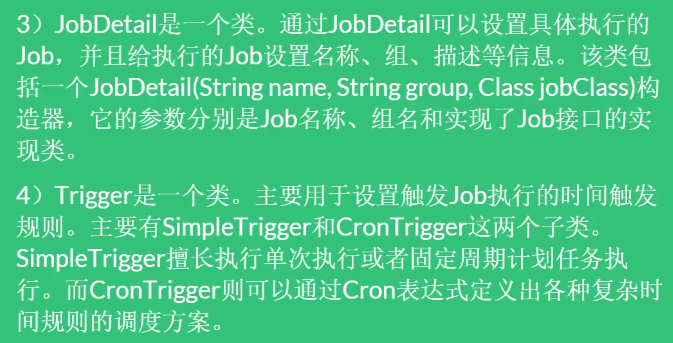 3）JobDetail是一个类。通过JobDetail可以设置具体执行的
Job，并且给执行的Job设置名称、组、描述等信息。该类包
括一个JobDetail(String name, String group, Class jobClass)构
造器，它的参数分别是Job名称、组名和实现了Job接口的实
现类。
4）Trigger是一个类。主要用于设置触发Job执行的时间触发
规则。主要有SimpleTrigger和CronTrigger这两个子类。
SimpleTrigger擅长执行单次执行或者固定周期计划任务执
行。而CronTrigger则可以通过Cron表达式定义出各种复杂时
间规则的调度方案。